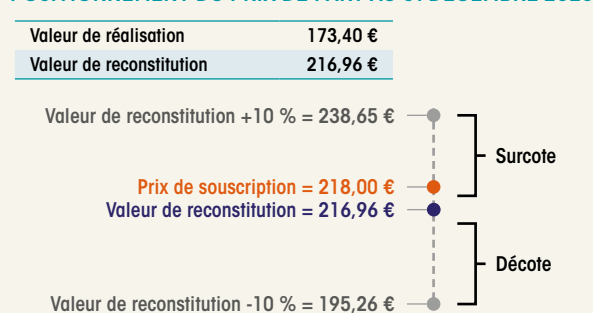 Valeur de réalisation 173,40 €
Valeur de reconstitution 216,96 €
Valeur de reconstitution +10 % = 238,65 €
Surcote
Prix de souscription = 218,00 €
Valeur de reconstitution = 216,96 €
Décote
Valeur de reconstitution -10 % = 195,26 €